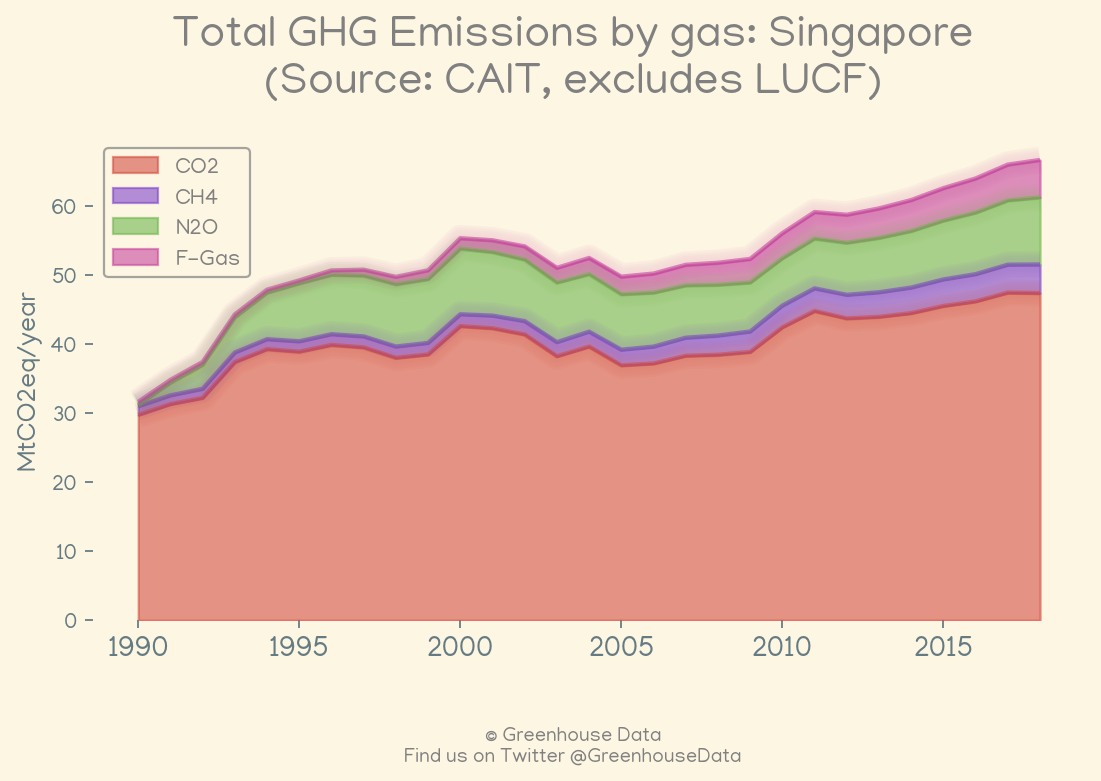 Total GHG Emissions by gas: Singapore
(Source: CAIT, excludes LUCF)
CO2
CH4
N2O
F-Gas
MtCO2eq/year
60
50
40
30
20
10
0
1990 1995 2000 2005 2010 2015
© Greenhouse Data
Find us on Twitter @GreenhouseData